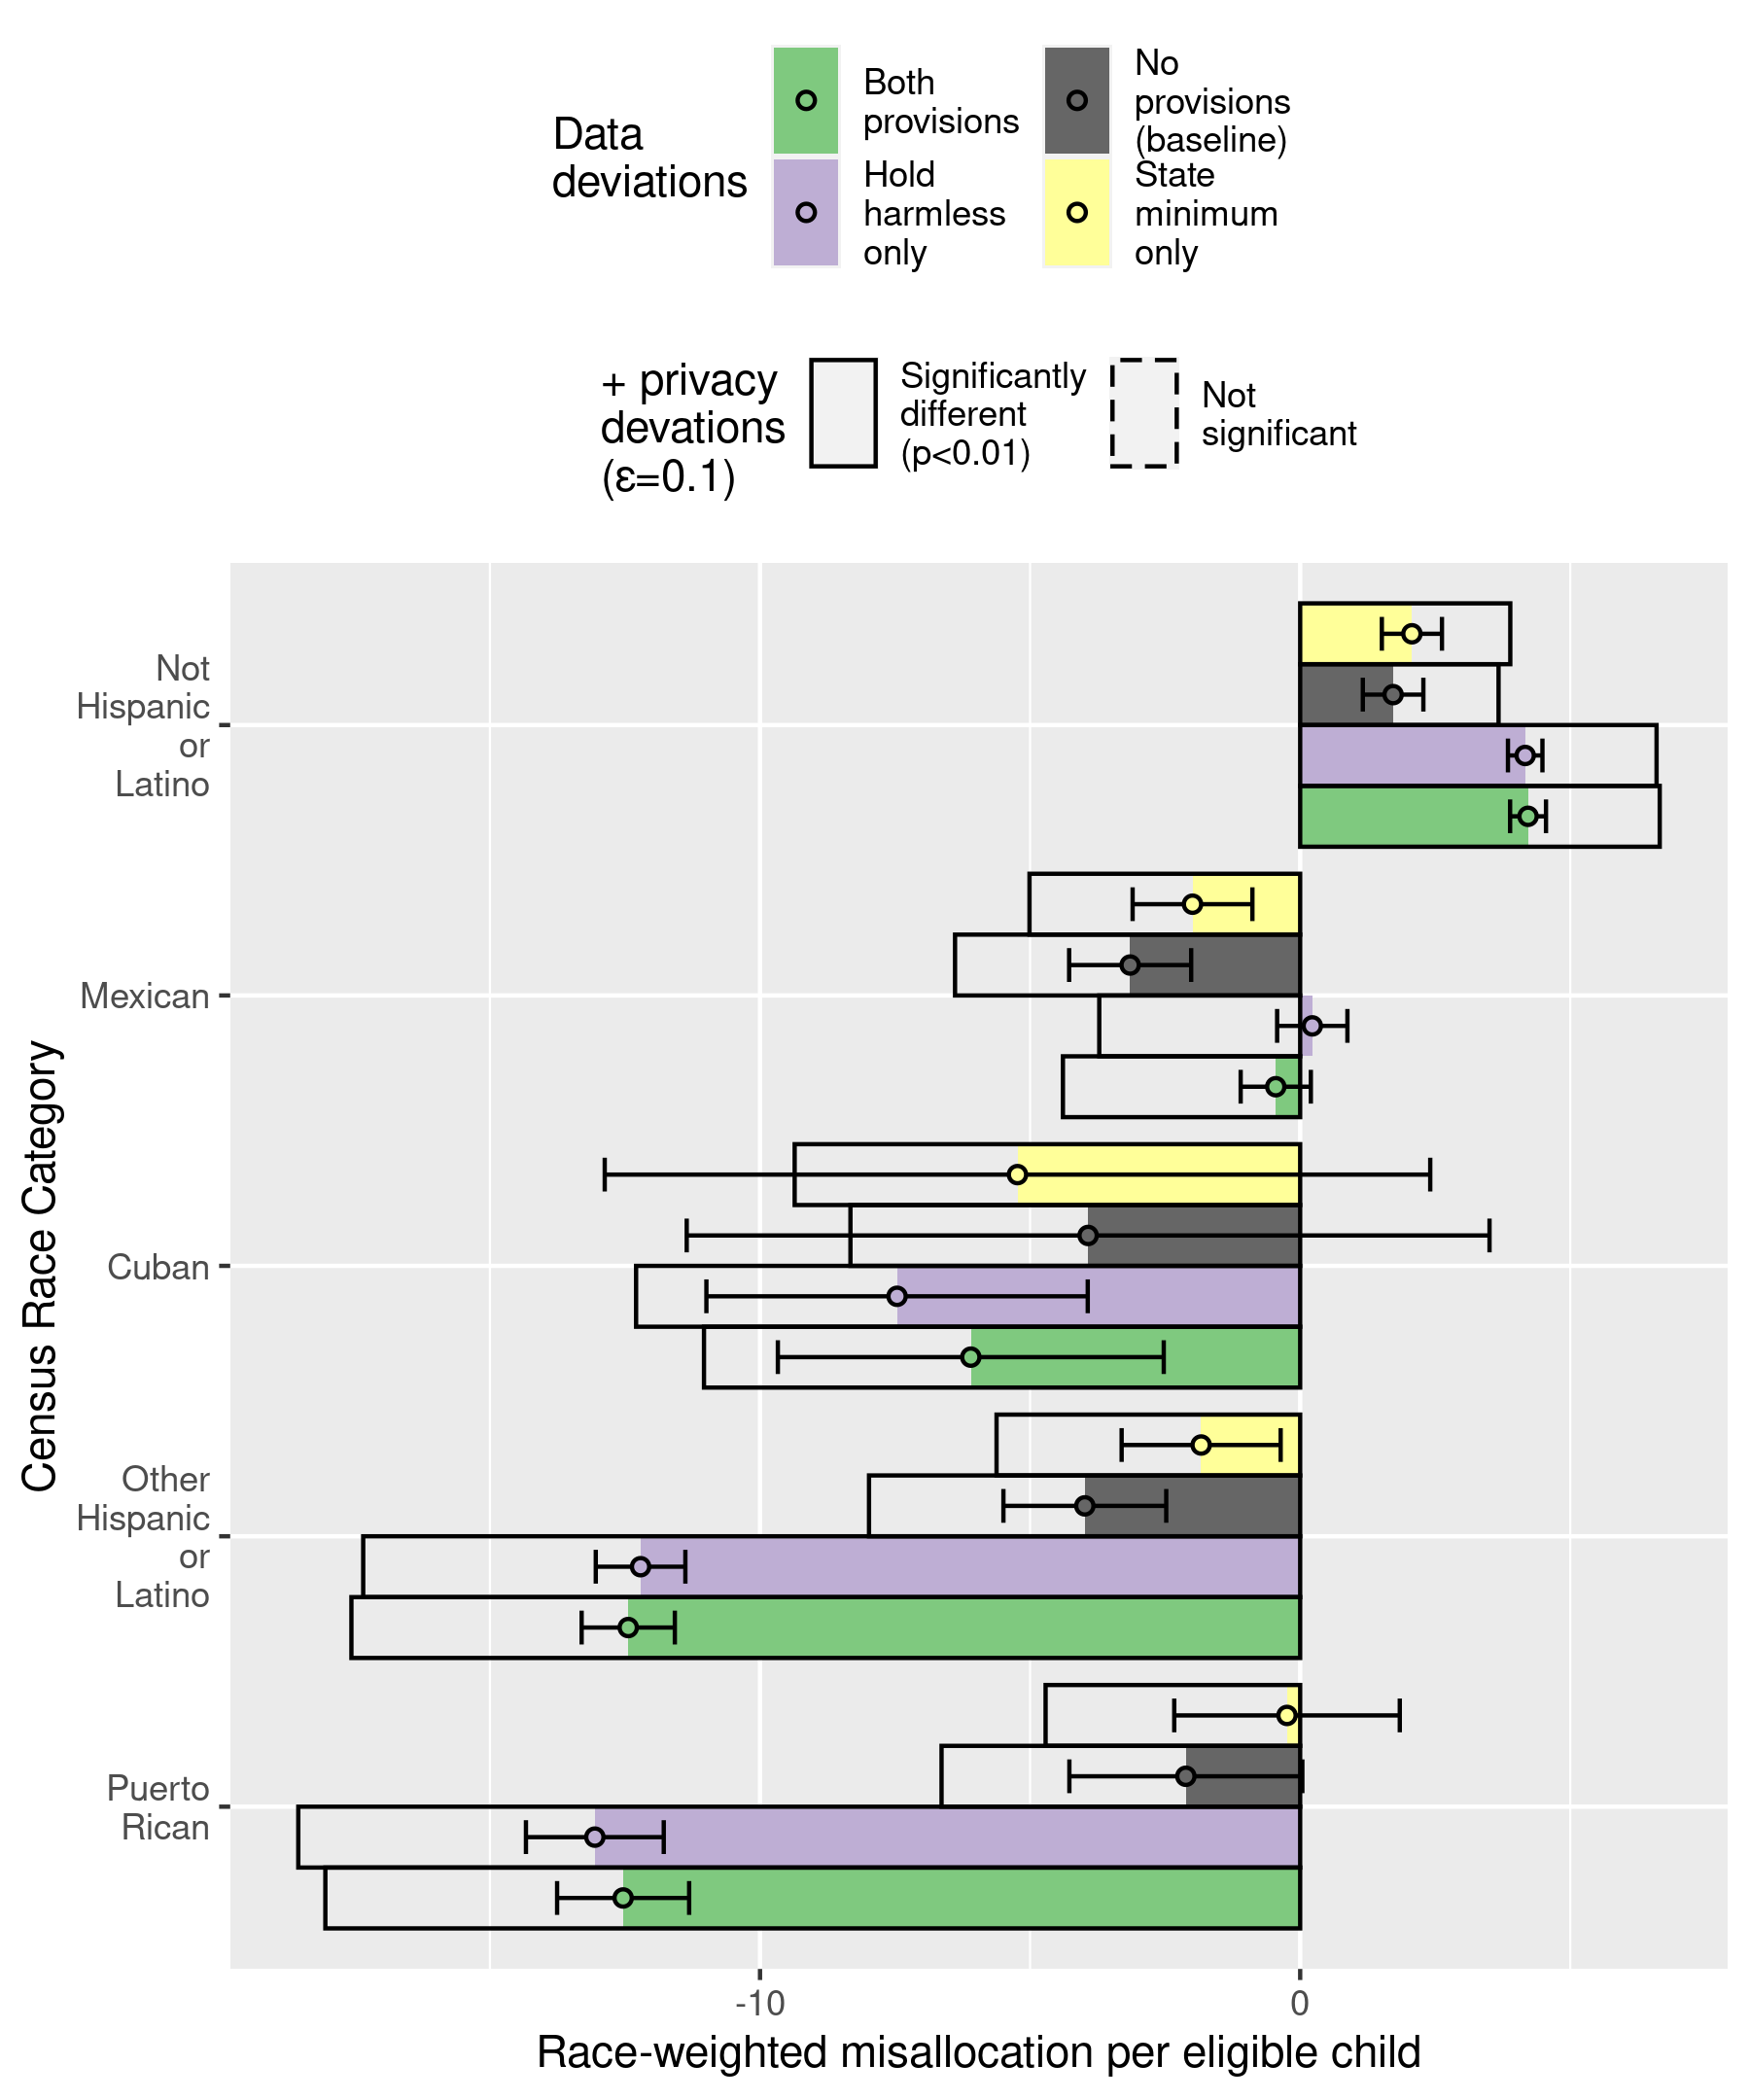 Data
deviations
Both
provisions
No
provisions
(baseline)
Hold
harmless
only
State
minimum
only
+ privacy
devations
(ε=0.1)
Significantly
different
(p<0.01)
Not
significant
Census Race Category
Not
Hispanic
or
Latino
Mexican
Cuban
Other
Hispanic
or
Latino
Puerto
Rican
-10
0
Race-weighted misallocation per eligible child